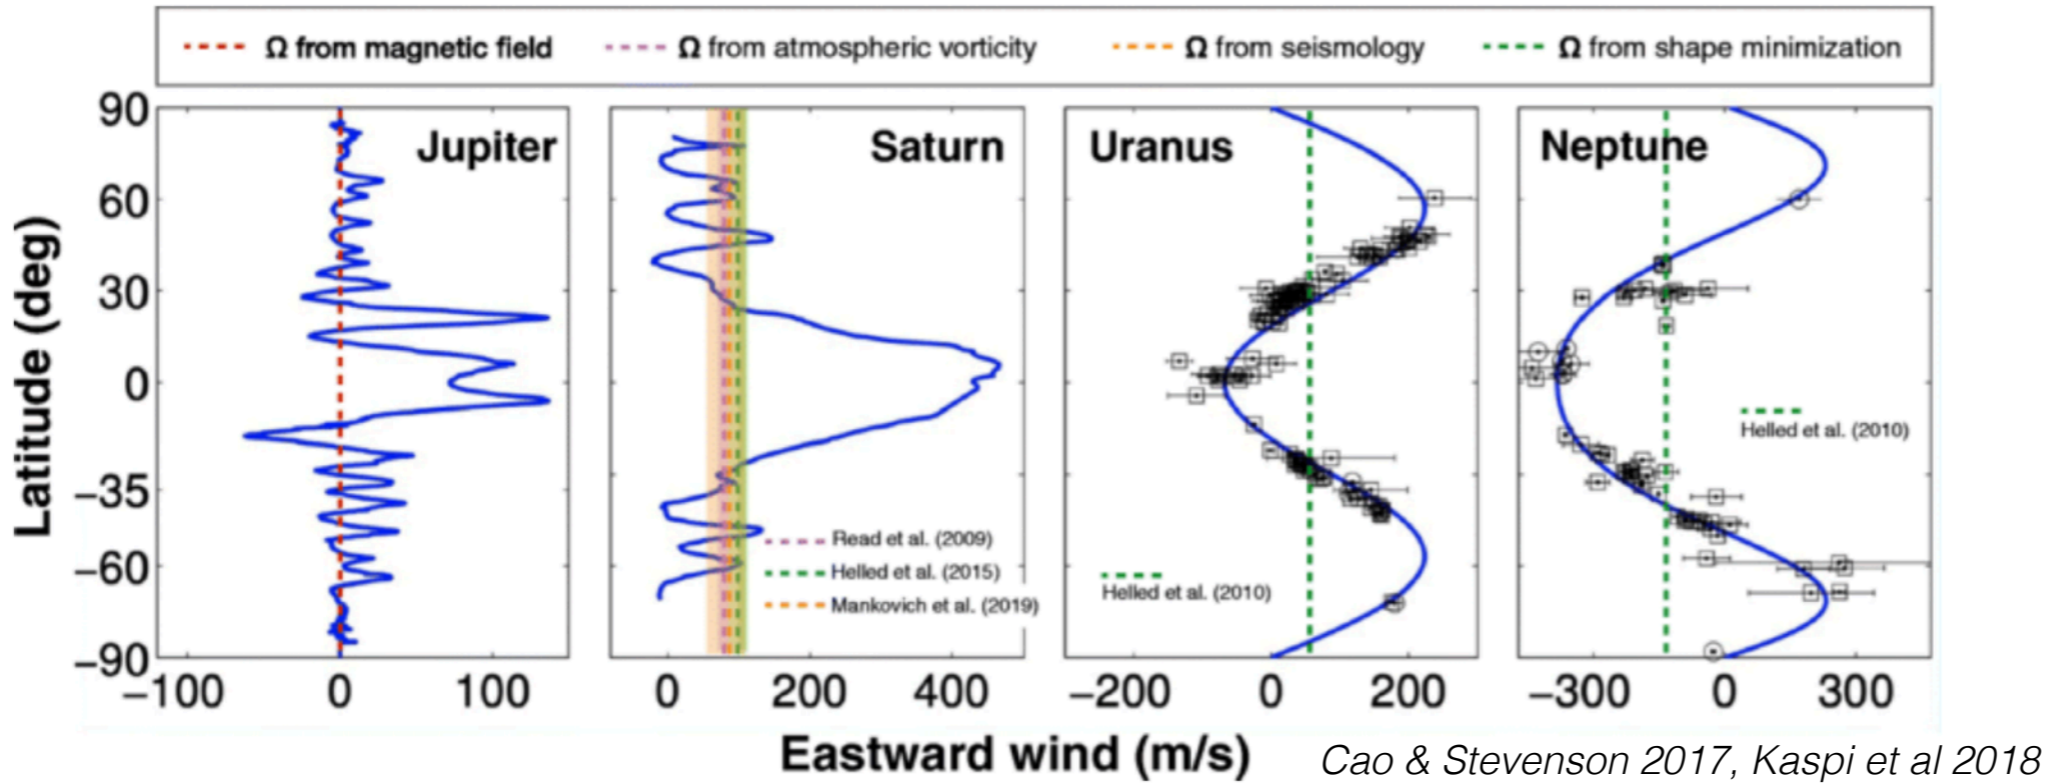 Ω from magnetic field Ω from atmospheric vorticity Ω from seismology Ω from shape minimization
Latitude (deg)
90
60
30
0
−35
−60
−90
Jupiter
−100 0 100
Saturn
Read et al. (2009)
Helled et al. (2015)
Mankovich et al. (2019)
0 200 400
Uranus
Helled et al. (2010)
−200 0 200
Neptune
Helled et al. (2010)
−300 0 300
Eastward wind (m/s)
Cao & Stevenson 2017, Kaspi et al 2018